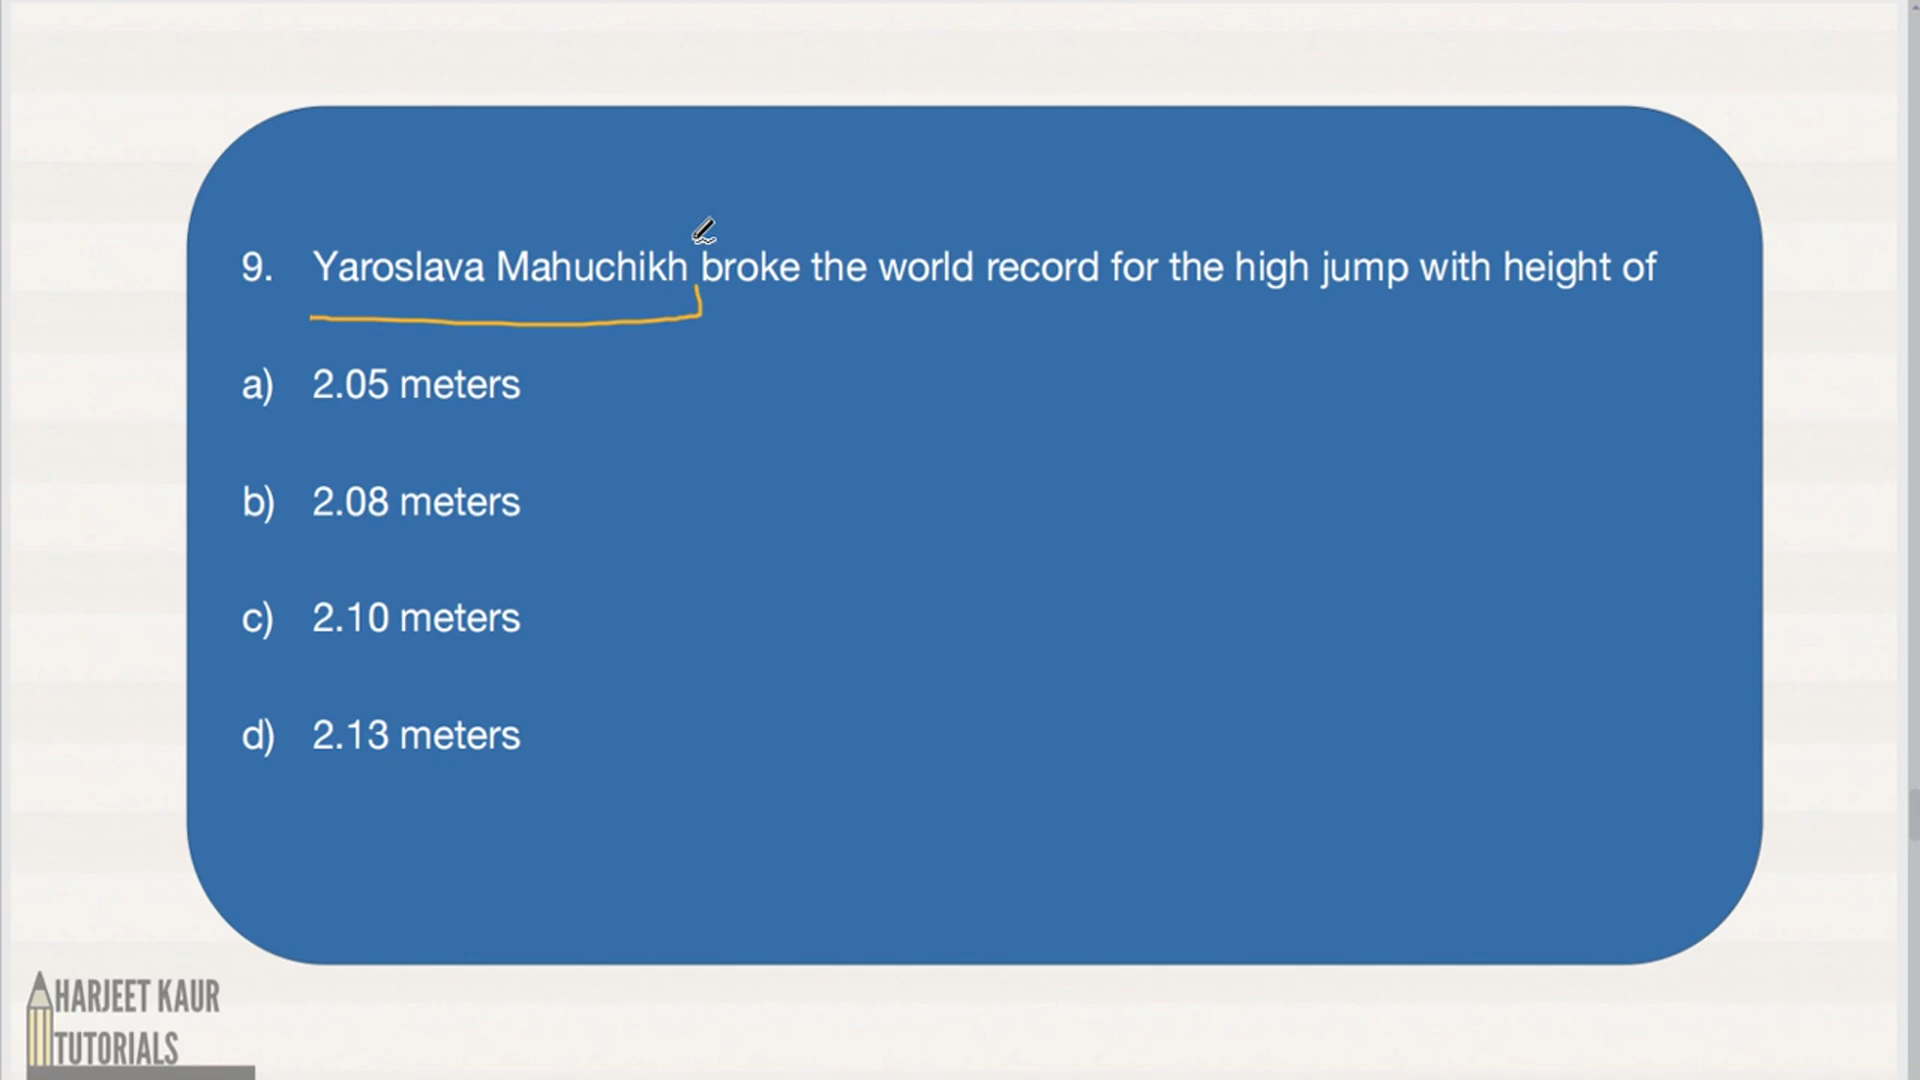 9. Yaroslava Mahuchikh broke the world record for the high jump with height of
a) 2.05 meters
b) 2.08 meters
c) 2.10 meters
d) 2.13 meters
HARJEET KAUR
TUTORIALS